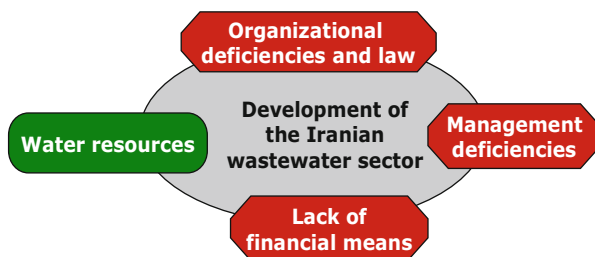 Organizational
deficiencies and law
Water resources
Development of
the Iranian
wastewater sector
Management
deficiencies
Lack of
financial means